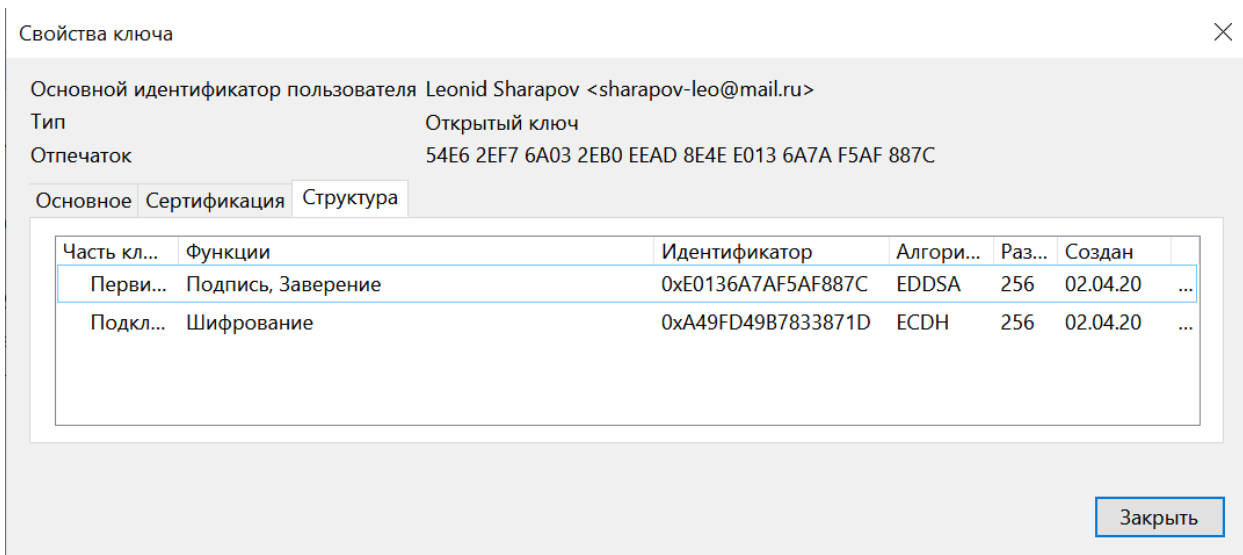 Свойства ключа
Основной идентификатор пользователя Leonid Sharapov <sharapov-leo@mail.ru>
Тип Открытый ключ
Отпечаток 54E6 2EF7 6A03 2EB0 EEAD 8E4E E013 6A7A F5AF 887C
Основное Сертификация Структура
Часть кл... Функции Идентификатор Алгори... Раз... Создан
Перви... Подпись, Заверение 0xE0136A7AF5AF887C EDDSA 256 02.04.20 ...
Подкл... Шифрование 0xA49FD49B7833871D ECDH 256 02.04.20 ...
Закрыть